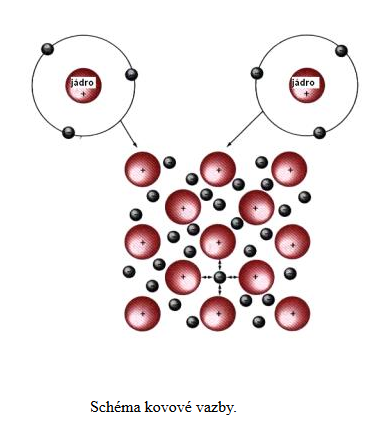 jádro
+
jádro
+
+ + +
+ +
+ + +
+ +
+ + +
Schéma kovové vazby.